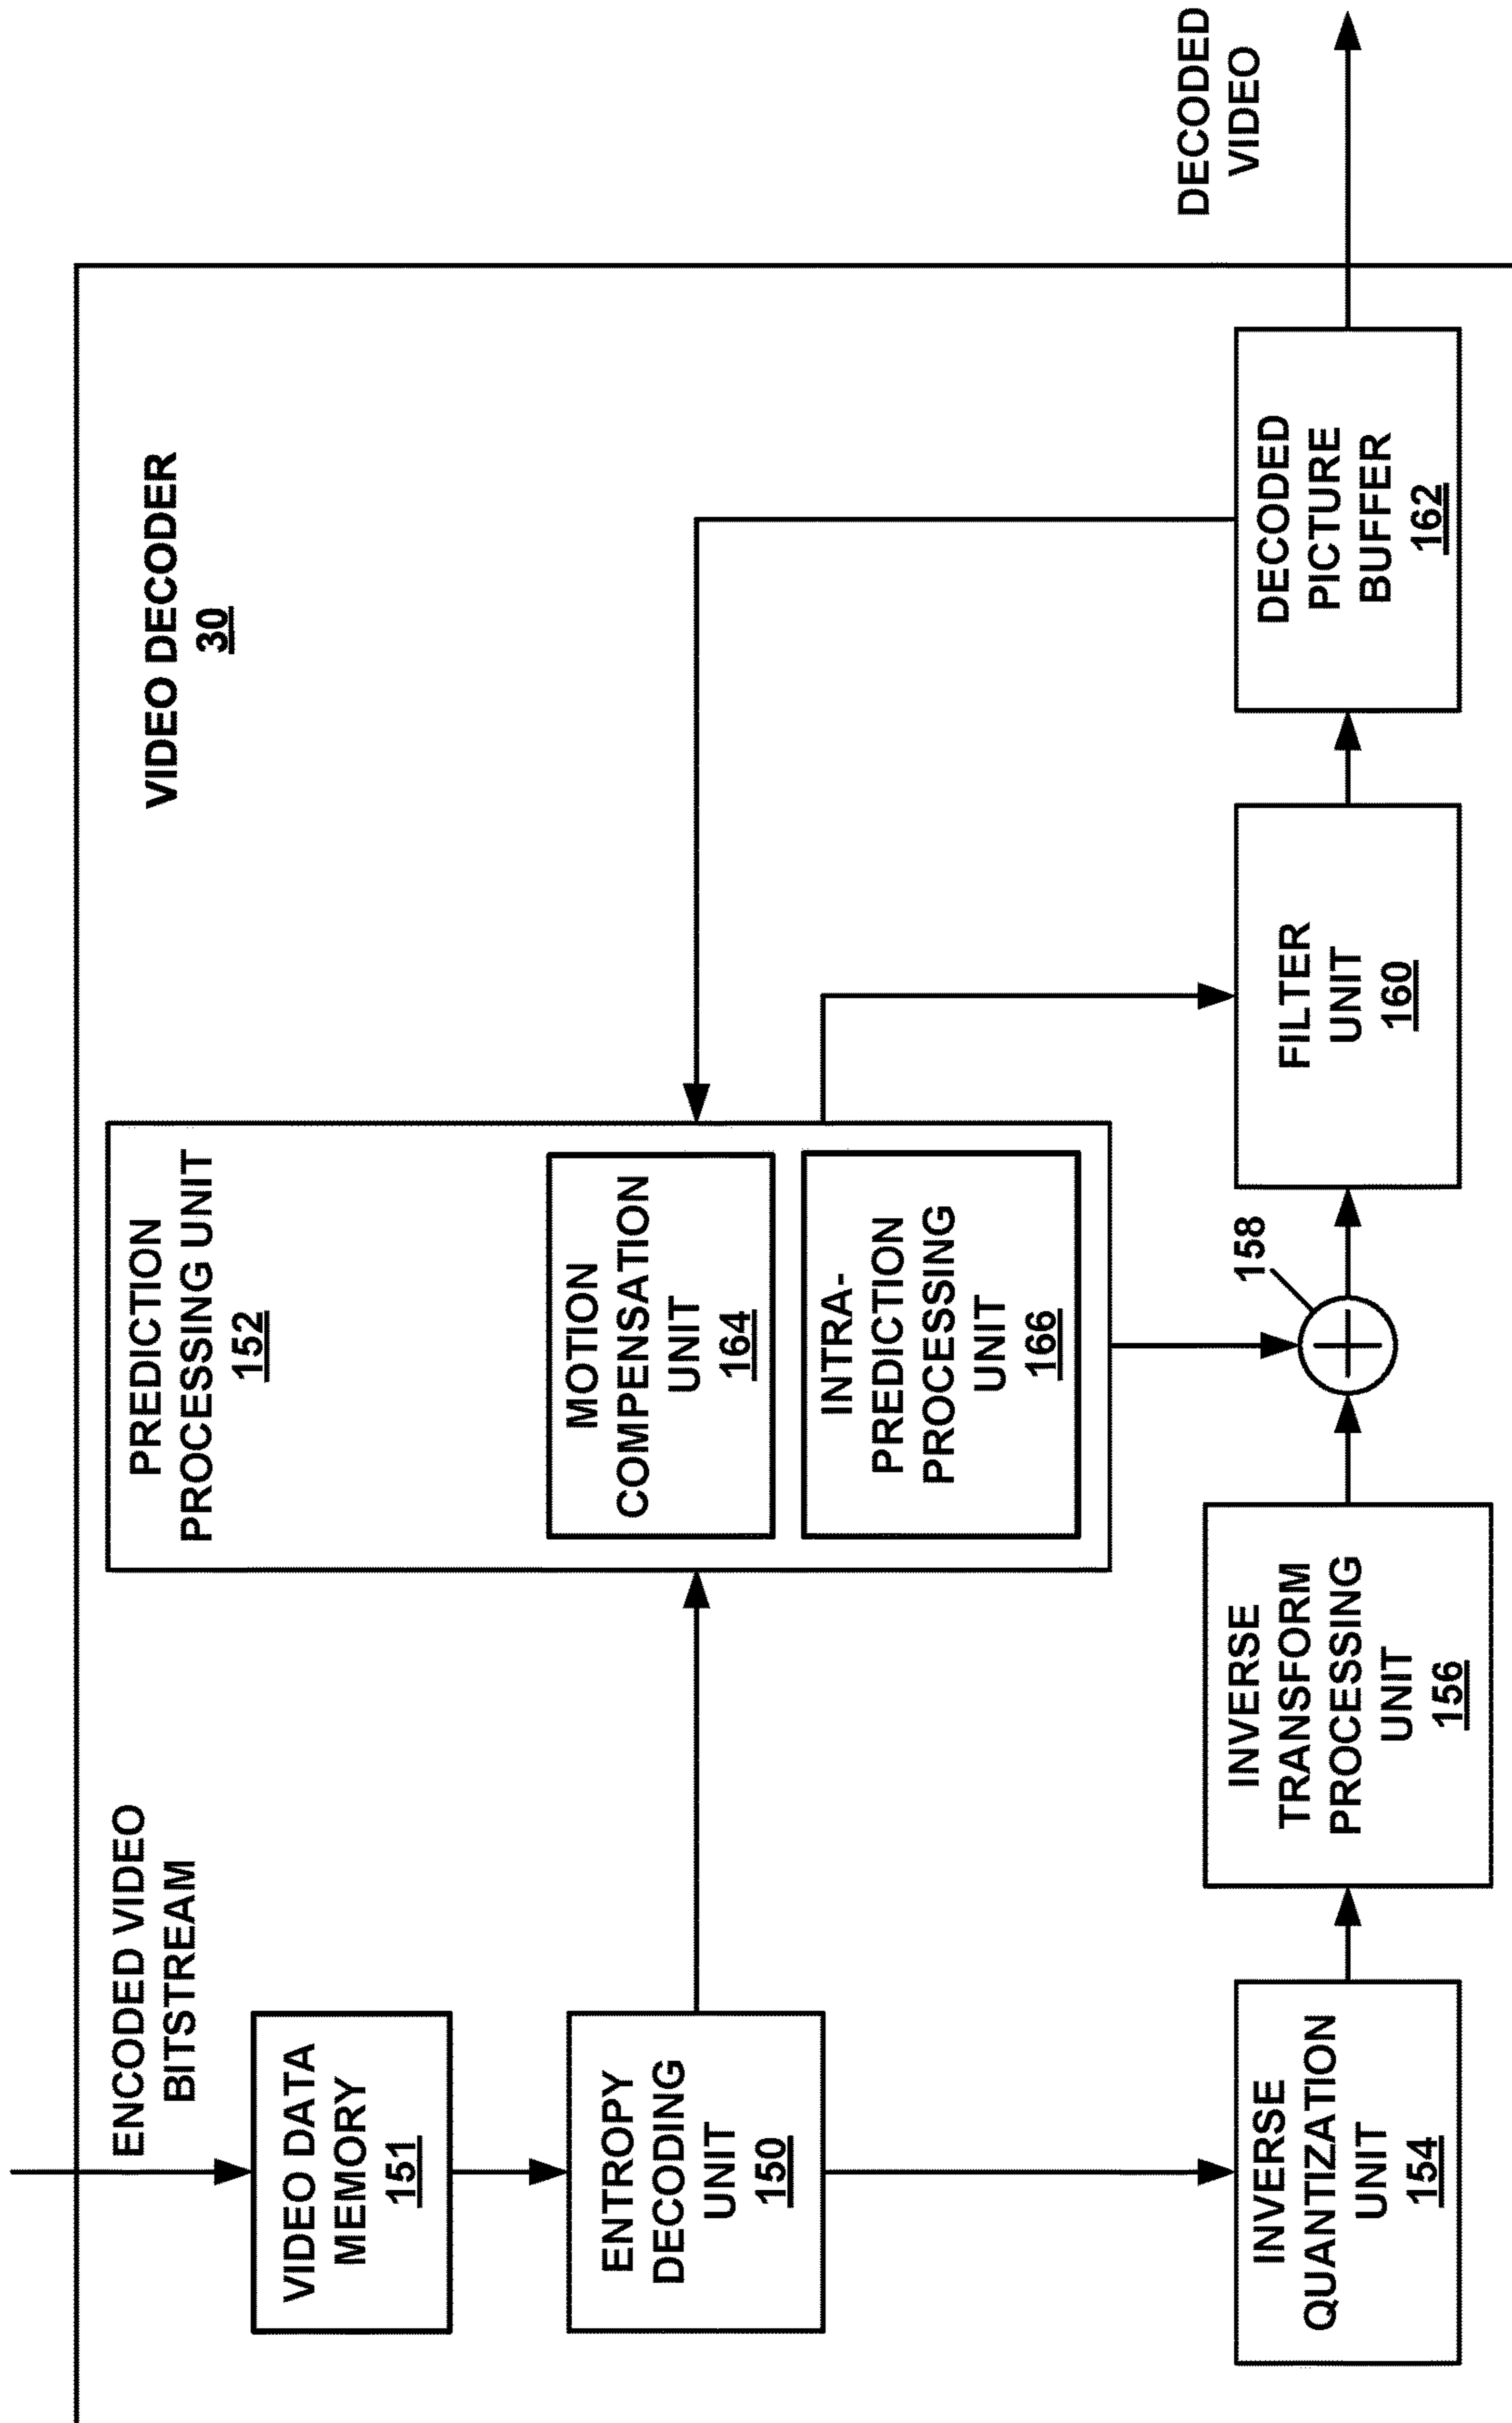 ENCODED VIDEO
BITSTREAM
VIDEO DECODER
30
VIDEO DATA
MEMORY
151
ENTROPY
DECODING
UNIT
150
PREDICTION
PROCESSING UNIT
152
MOTION
COMPENSATION
UNIT
164
INTRA-
PREDICTION
PROCESSING
UNIT
166
INVERSE
QUANTIZATION
UNIT
154
INVERSE
TRANSFORM
PROCESSING
UNIT
156
158
FILTER
UNIT
160
DECODED
PICTURE
BUFFER
162
DECODED
VIDEO